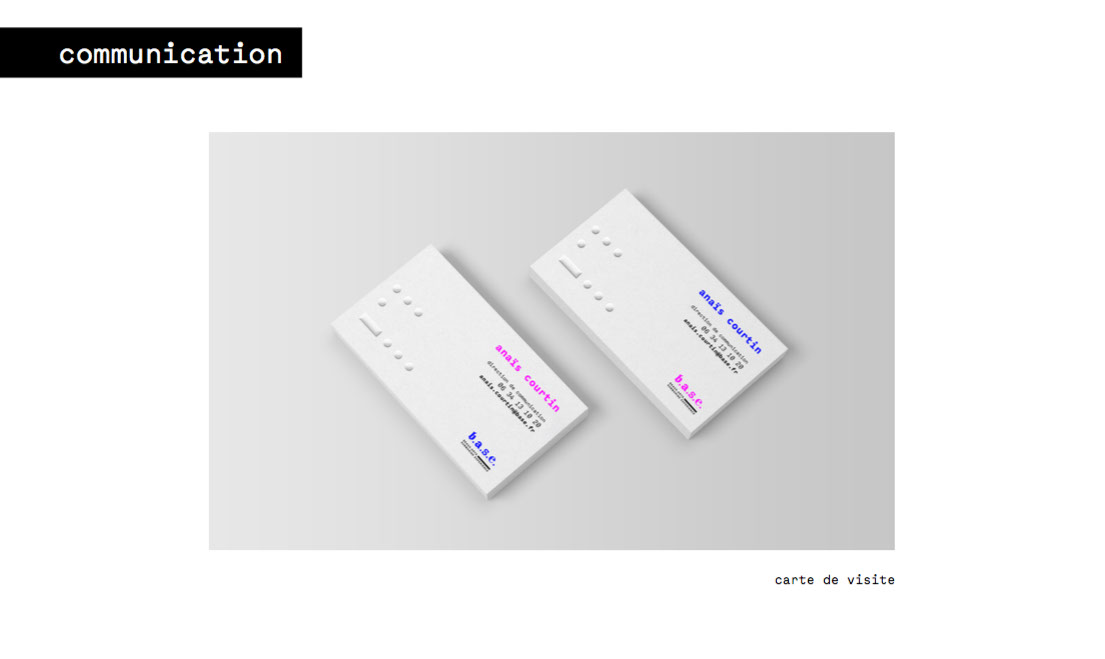 communication
anaïs courtin
direction de communication
06 34 13 10 20
anais.courtin@base.fr
b.a.s.e.
anaïs courtin
direction de communication
06 34 13 10 20
anais.courtin@base.fr
b.a.s.e.
carte de visite